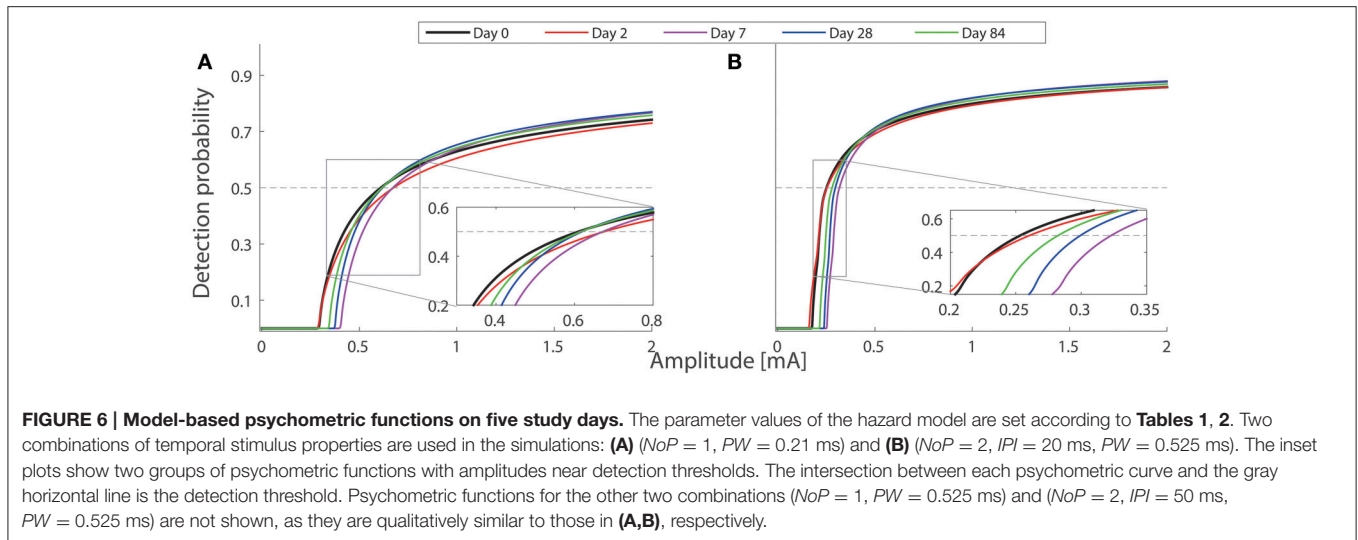 Day 0 Day 2 Day 7 Day 28 Day 84
A B
Detection probability
0.9
0.7
0.5
0.3
0.1
0.6
0.4
0.2
0.4 0.6 0.8
0 0.5 1 1.5 2
0.6
0.4
0.2
0.2 0.25 0.3 0.35
0 0.5 1 1.5 2
Amplitude [mA]
FIGURE 6 | Model-based psychometric functions on five study days. The parameter values of the hazard model are set according to Tables 1, 2. Two
combinations of temporal stimulus properties are used in the simulations: (A) (NoP = 1, PW = 0.21 ms) and (B) (NoP = 2, IPI = 20 ms, PW = 0.525 ms). The inset
plots show two groups of psychometric functions with amplitudes near detection thresholds. The intersection between each psychometric curve and the gray
horizontal line is the detection threshold. Psychometric functions for the other two combinations (NoP = 1, PW = 0.525 ms) and (NoP = 2, IPI = 50 ms,
PW = 0.525 ms) are not shown, as they are qualitatively similar to those in (A,B), respectively.